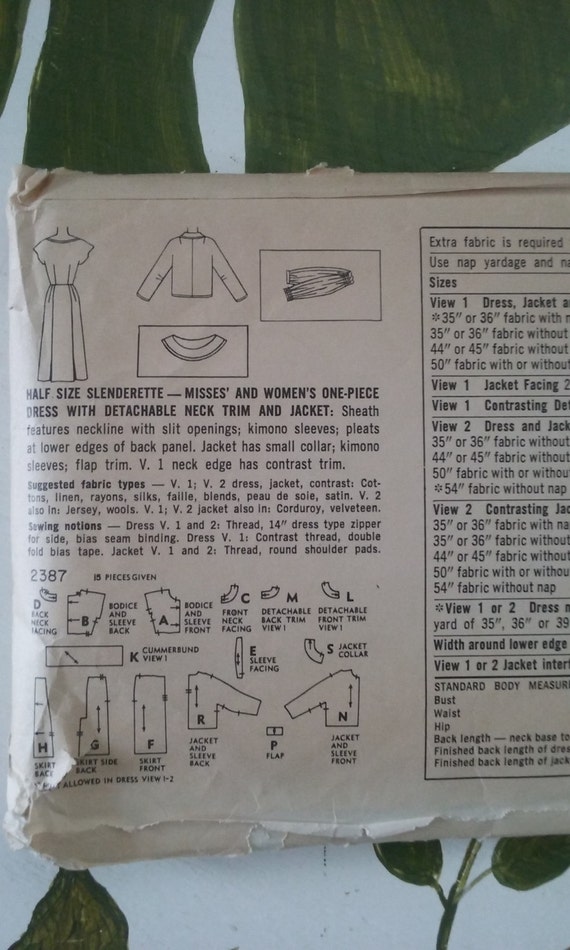 HALF SIZE SLENDERETTE — MISSES' AND WOMEN'S ONE-PIECE
DRESS WITH DETACHABLE NECK TRIM AND JACKET: Sheath
features neckline with slit openings; kimono sleeves; pleats
at lower edges of back panel. Jacket has small collar; kimono
sleeves; flap trim. V. 1 neck edge has contrast trim.
Suggested fabric types — V. 1; V. 2 dress, jacket, contrast: Cot-
tons, linen, rayons, silks, faille, blends, peau de soie, satin. V. 2
also in: Jersey, wools. V. 1; V. 2 jacket also in: Corduroy, velveteen.
Sewing notions — Dress V. 1 and 2: Thread, 14" dress type zipper
for side, bias seam binding. Dress V. 1: Contrast thread, double
fold bias tape. Jacket V. 1 and 2: Thread, round shoulder pads.
2387 15 PIECES GIVEN
D
BACK
NECK
FACING
B
BODICE
AND
SLEEVE
BACK
A
BODICE
AND
SLEEVE
FRONT
C
FRONT
NECK
FACING
M
DETACHABLE
BACK TRIM
VIEW 1
L
DETACHABLE
FRONT TRIM
VIEW 1
K CUMMERBUND
VIEW 1
E
SLEEVE
FACING
S JACKET
COLLAR
H
SKIRT
BACK
G
SKIRT SIDE
BACK
F
SKIRT
FRONT
R
JACKET
AND
SLEEVE
BACK
P
FLAP
N
JACKET
AND
SLEEVE
FRONT
ALLOWED IN DRESS VIEW 1-2
Extra fabric is required
Use nap yardage and
Sizes
View 1 Dress, Jacket
*35" or 36" fabric with
35" or 36" fabric without
44" or 45" fabric without
50" fabric with or without
View 1 Jacket Facing 2
View 1 Contrasting
View 2 Dress and
35" or 36" fabric without
44" or 45" fabric without
50" fabric with or
*54" fabric without nap
View 2 Contrasting
35" or 36" fabric with
35" or 36" fabric without
44" or 45" fabric without
50" fabric with or
54" fabric without nap
*View 1 or 2 Dress
yard of 35", 36" or 39
Width around lower edge
View 1 or 2 Jacket
STANDARD BODY
Bust
Waist
Hip
Back length — neck base to
Finished back length of
Finished back length of